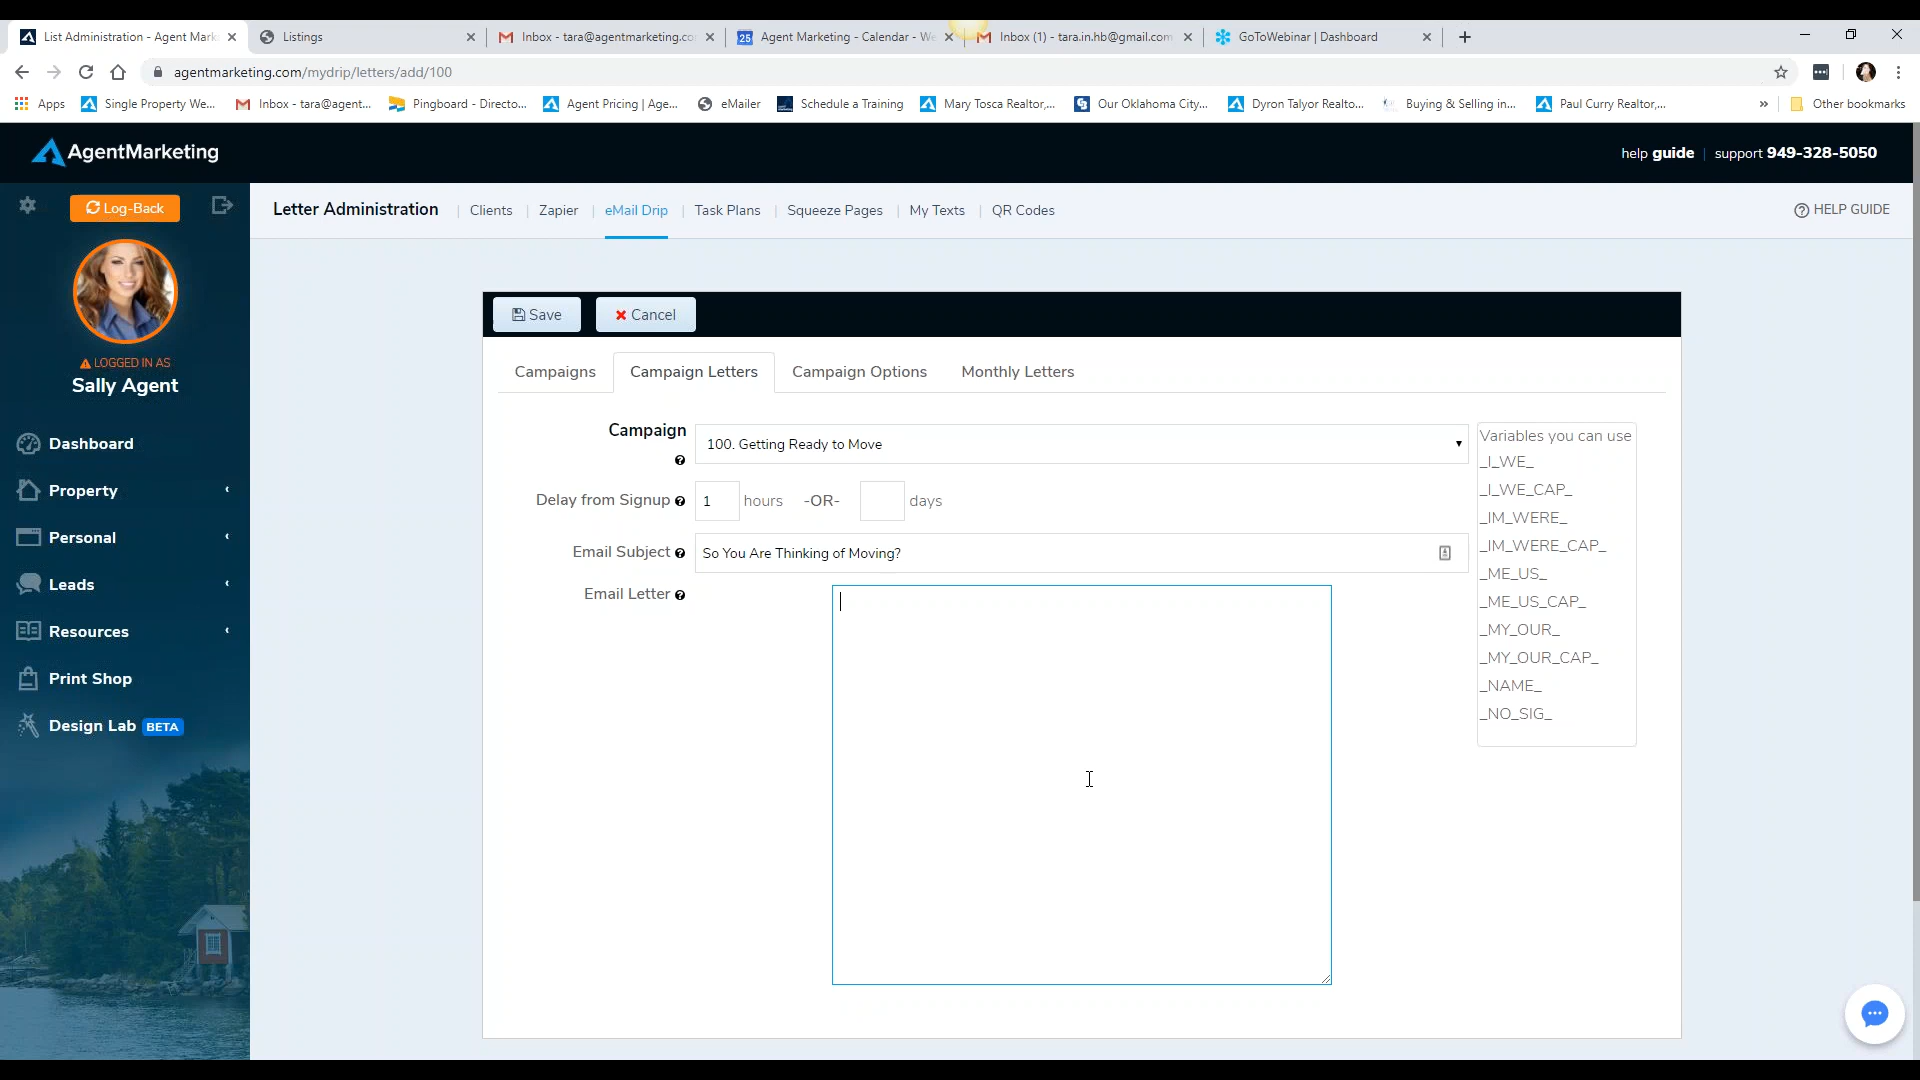 List Administration - Agent Mark
Listings
Inbox - tara@agentmarketing.co
Agent Marketing - Calendar - We
Inbox (1) - tara.in.hb@gmail.com
GoToWebinar | Dashboard
agentmarketing.com/mydrip/letters/add/100
Apps
Single Property We...
Inbox - tara@agent...
Pingboard - Directo...
Agent Pricing | Age...
eMailer
Schedule a Training
Mary Tosca Realtor,...
Our Oklahoma City...
Dyron Talyor Realto...
Buying & Selling in...
Paul Curry Realtor,...
»
Other bookmarks
AgentMarketing
help guide | support 949-328-5050
Log-Back
LOGGED IN AS
Sally Agent
Dashboard
Property
Personal
Leads
Resources
Print Shop
Design Lab BETA
Letter Administration | Clients | Zapier | eMail Drip | Task Plans | Squeeze Pages | My Texts | QR Codes
HELP GUIDE
Save
Cancel
Campaigns
Campaign Letters
Campaign Options
Monthly Letters
Campaign
100. Getting Ready to Move
Delay from Signup
1 hours -OR- days
Email Subject
So You Are Thinking of Moving?
Email Letter
Variables you can use
_I_WE_
_I_WE_CAP_
_IM_WERE_
_IM_WERE_CAP_
_ME_US_
_ME_US_CAP_
_MY_OUR_
_MY_OUR_CAP_
_NAME_
_NO_SIG_